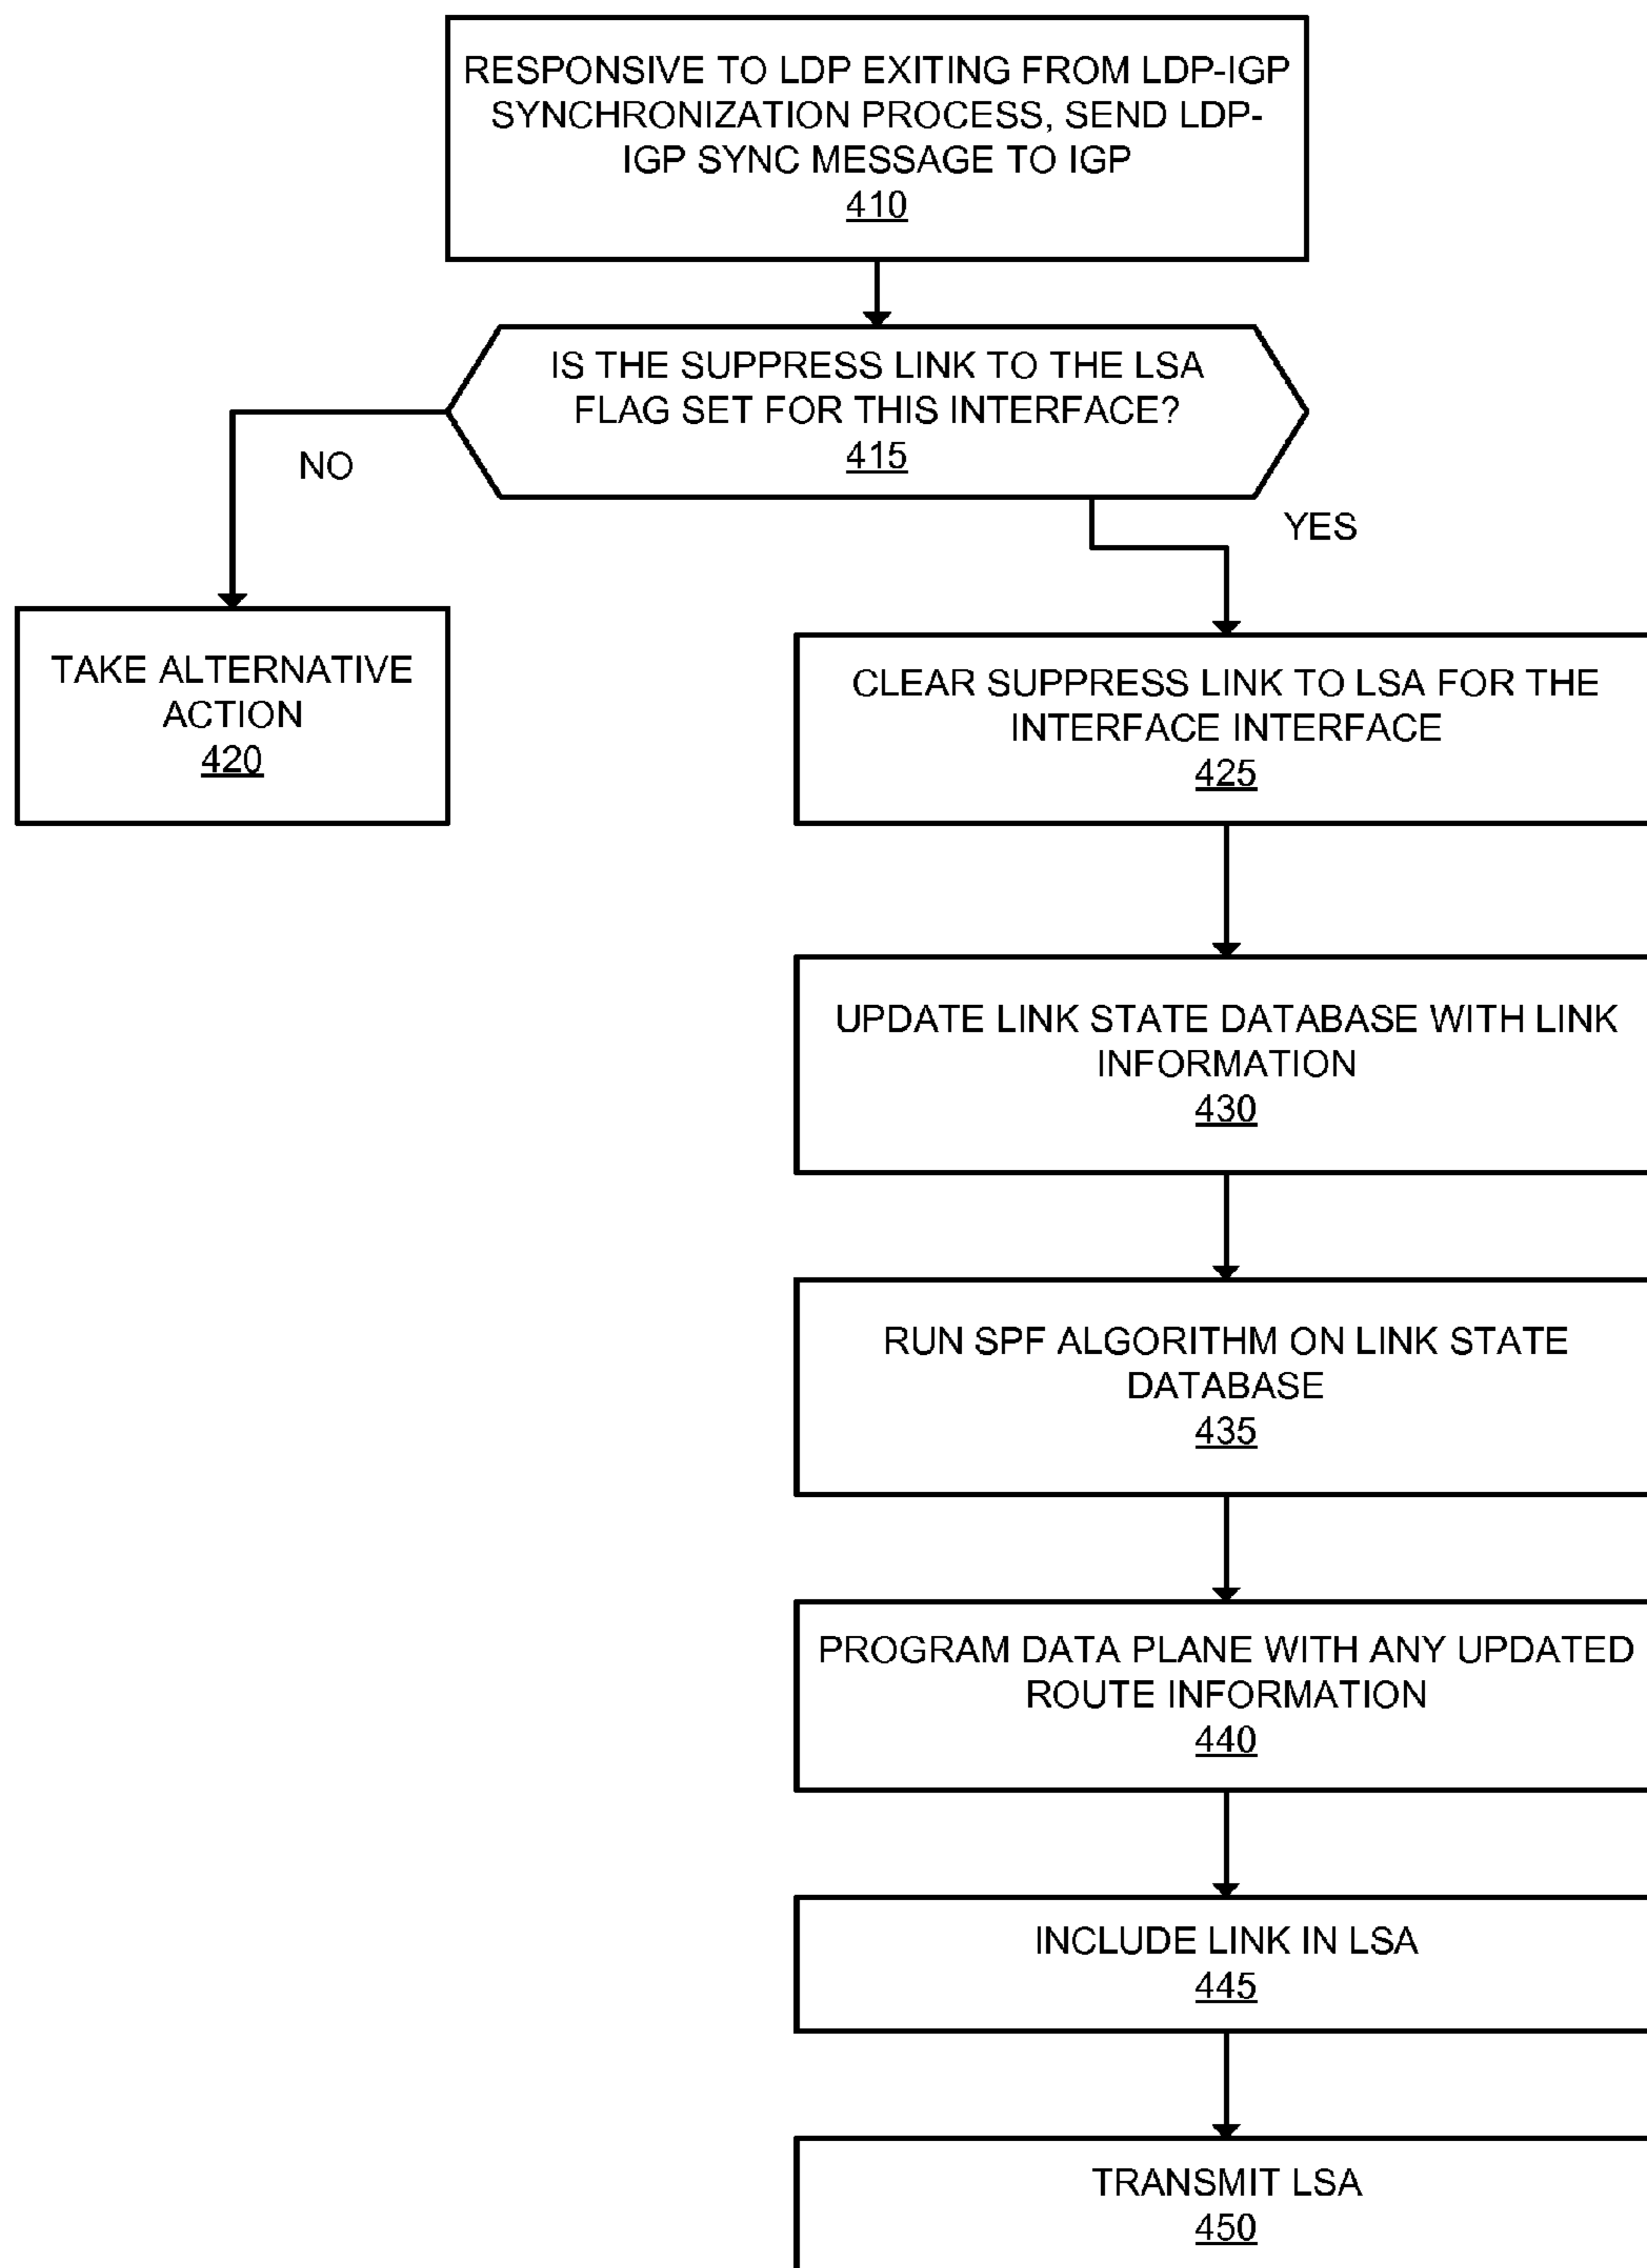 RESPONSIVE TO LDP EXITING FROM LDP-IGP
SYNCHRONIZATION PROCESS, SEND LDP-
IGP SYNC MESSAGE TO IGP
410
IS THE SUPPRESS LINK TO THE LSA
FLAG SET FOR THIS INTERFACE?
415
NO
YES
TAKE ALTERNATIVE
ACTION
420
CLEAR SUPPRESS LINK TO LSA FOR THE
INTERFACE INTERFACE
425
UPDATE LINK STATE DATABASE WITH LINK
INFORMATION
430
RUN SPF ALGORITHM ON LINK STATE
DATABASE
435
PROGRAM DATA PLANE WITH ANY UPDATED
ROUTE INFORMATION
440
INCLUDE LINK IN LSA
445
TRANSMIT LSA
450